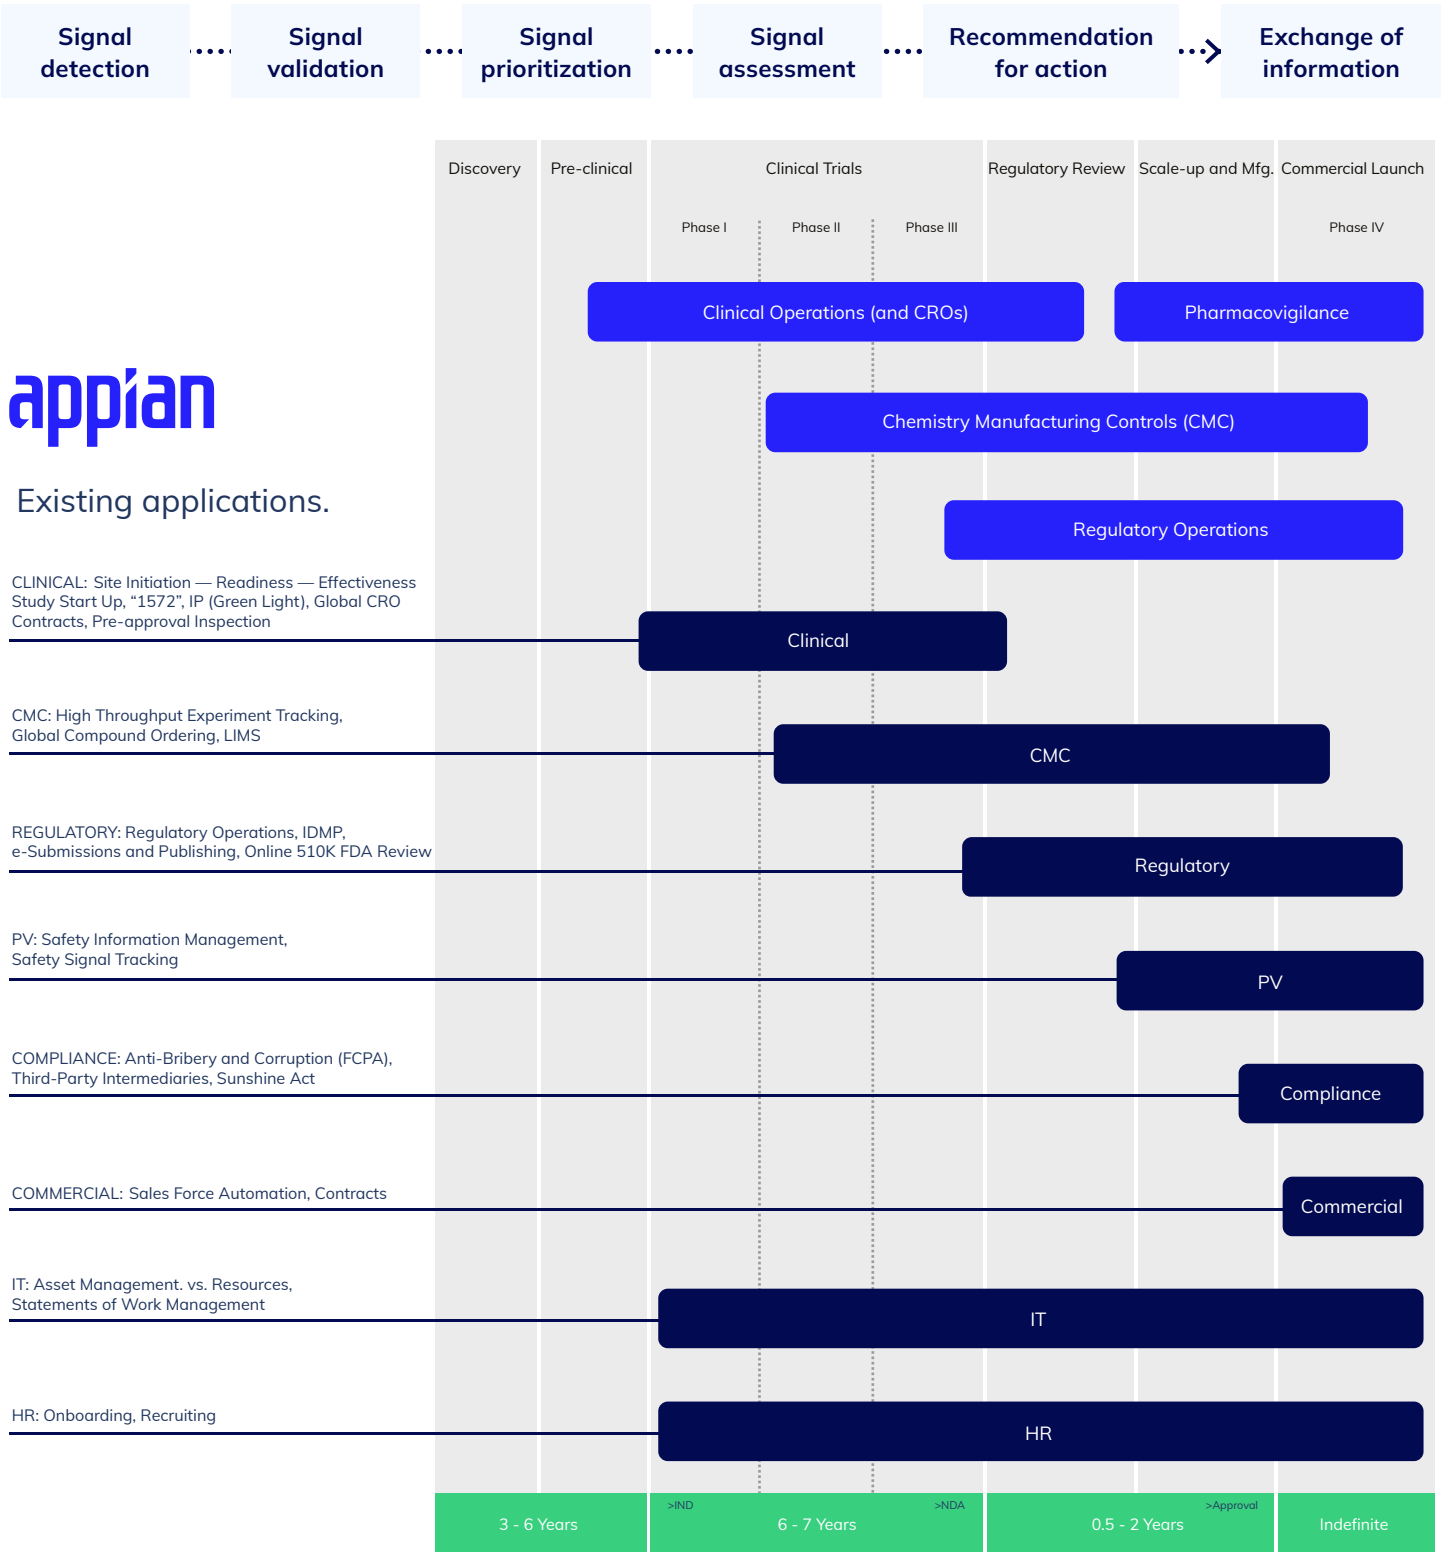 Signal
detection
Signal
validation
Signal
prioritization
Signal
assessment
Recommendation
for action
Exchange of
information
Discovery
Pre-clinical
Clinical Trials
Regulatory Review
Scale-up and Mfg.
Commercial Launch
Phase I
Phase II
Phase III
Phase IV
Clinical Operations (and CROs)
Pharmacovigilance
appian
Chemistry Manufacturing Controls (CMC)
Existing applications.
Regulatory Operations
CLINICAL: Site Initiation — Readiness — Effectiveness
Study Start Up, “1572”, IP (Green Light), Global CRO
Contracts, Pre-approval Inspection
Clinical
CMC: High Throughput Experiment Tracking,
Global Compound Ordering, LIMS
CMC
REGULATORY: Regulatory Operations, IDMP,
e-Submissions and Publishing, Online 510K FDA Review
Regulatory
PV: Safety Information Management,
Safety Signal Tracking
PV
COMPLIANCE: Anti-Bribery and Corruption (FCPA),
Third-Party Intermediaries, Sunshine Act
Compliance
COMMERCIAL: Sales Force Automation, Contracts
Commercial
IT: Asset Management. vs. Resources,
Statements of Work Management
IT
HR: Onboarding, Recruiting
HR
>IND
>NDA
>Approval
3 - 6 Years
6 - 7 Years
0.5 - 2 Years
Indefinite